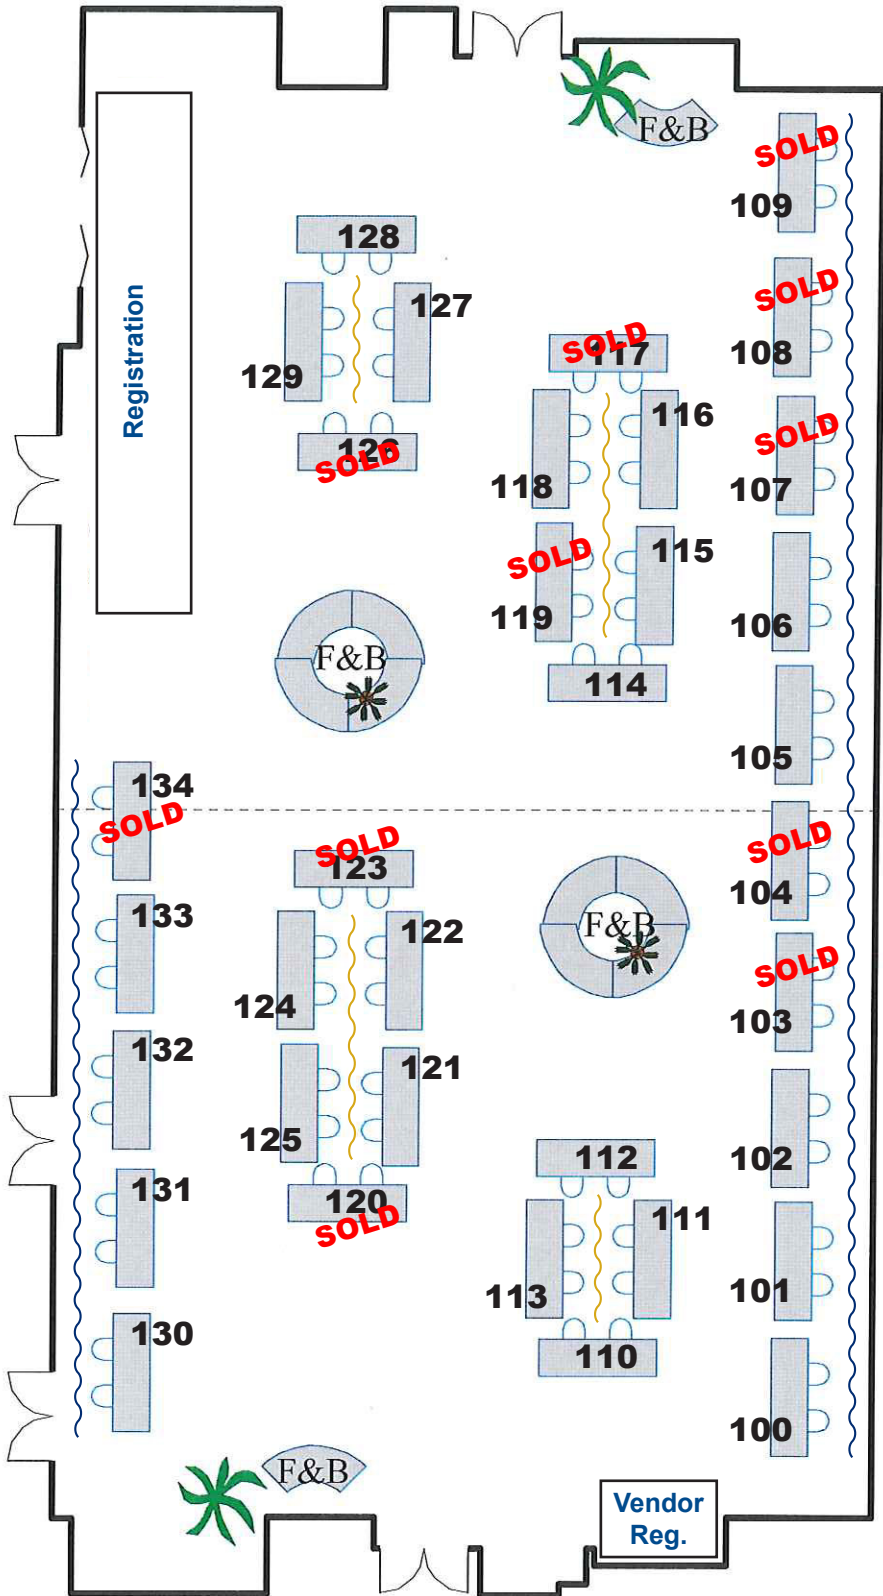 F&B
SOLD
109
128
SOLD
108
127
Registration
SOLD
117
129
116
SOLD
107
126
SOLD
118
SOLD
119
115
106
F&B
114
105
134
SOLD
SOLD
123
SOLD
104
133
122
F&B
124
SOLD
103
132
121
125
112
102
131
120
SOLD
111
113
101
130
110
100
F&B
Vendor
Reg.